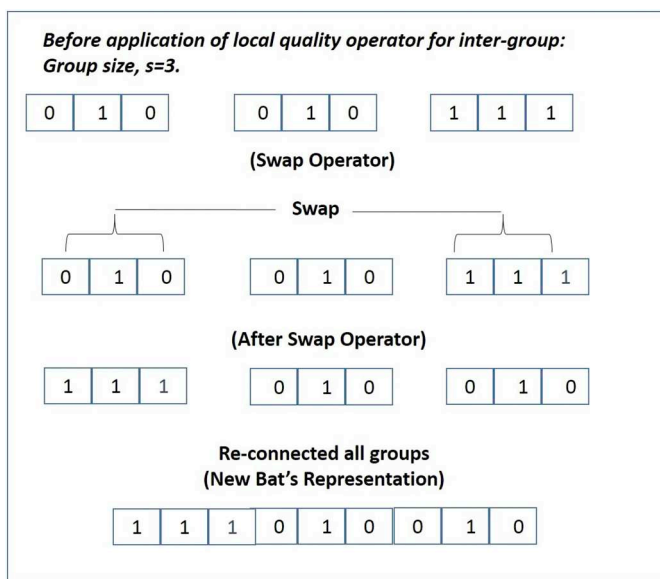 Before application of local quality operator for inter-group:
Group size, s=3.
0 1 0 0 1 0 1 1 1
(Swap Operator)
Swap
0 1 0 0 1 0 1 1 1
(After Swap Operator)
1 1 1 0 1 0 0 1 0
Re-connected all groups
(New Bat’s Representation)
1 1 1 0 1 0 0 1 0